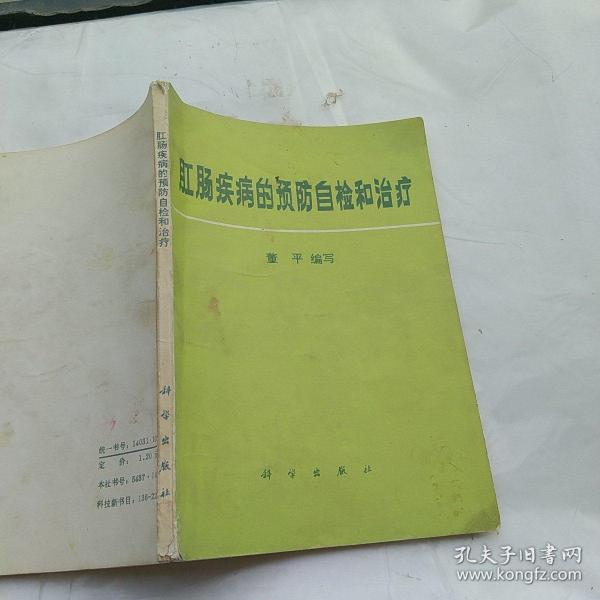 肛肠疾病的预防自检和治疗
董 平 编写
科学出版社
肛肠疾病的预防自检和治疗
科学出版社
统一书号：14031·
定 价： 1.20
本社书号：5437·
科技新书目：136-
孔夫子旧书网
www.kongfz.com